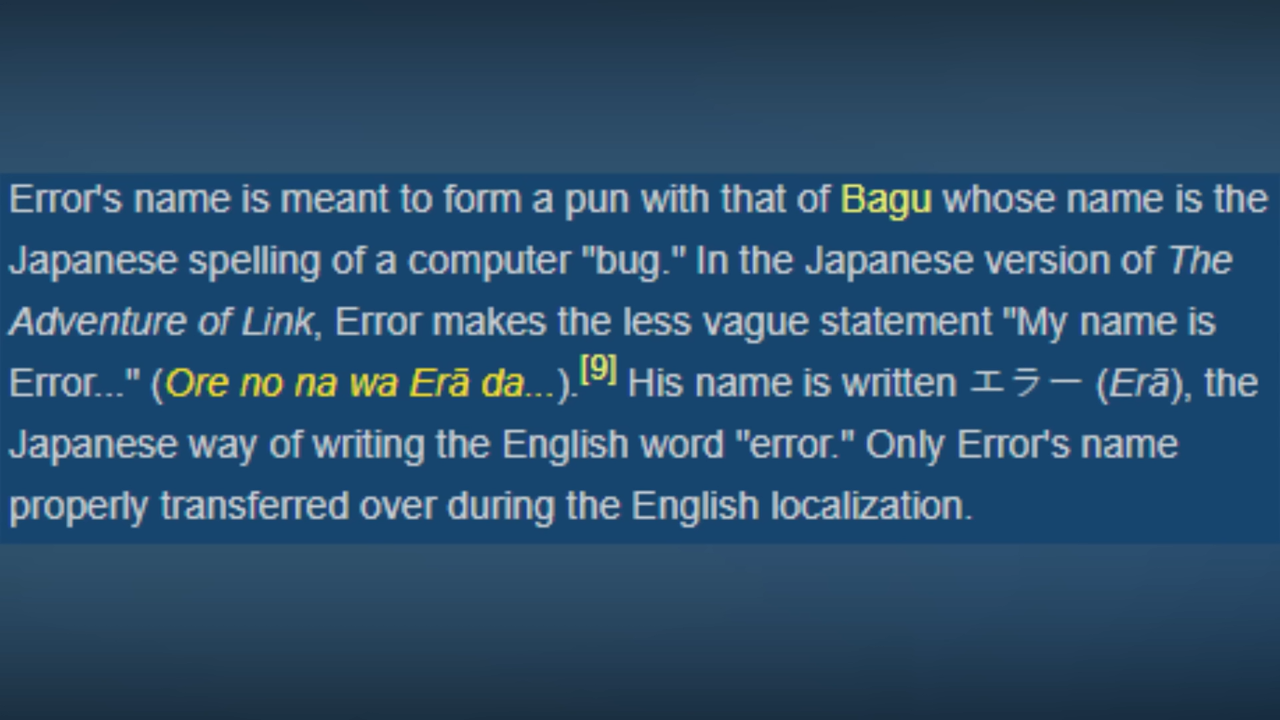 Error's name is meant to form a pun with that of Bagu whose name is the
Japanese spelling of a computer "bug." In the Japanese version of The
Adventure of Link, Error makes the less vague statement "My name is
Error..." (Ore no na wa Erā da...).[9] His name is written エラー (Erā), the
Japanese way of writing the English word "error." Only Error's name
properly transferred over during the English localization.